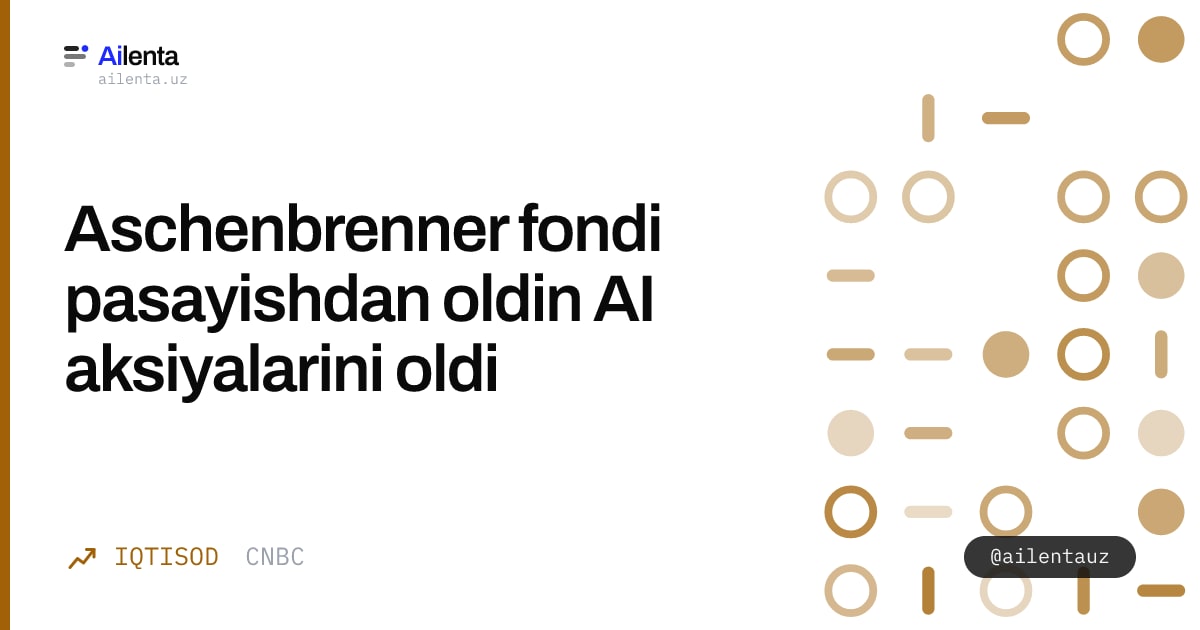 Ailenta
ailenta.uz
Aschenbrenner fondi
pasayishdan oldin AI
aksiyalarini oldi
IQTISOD CNBC
@ailentauz